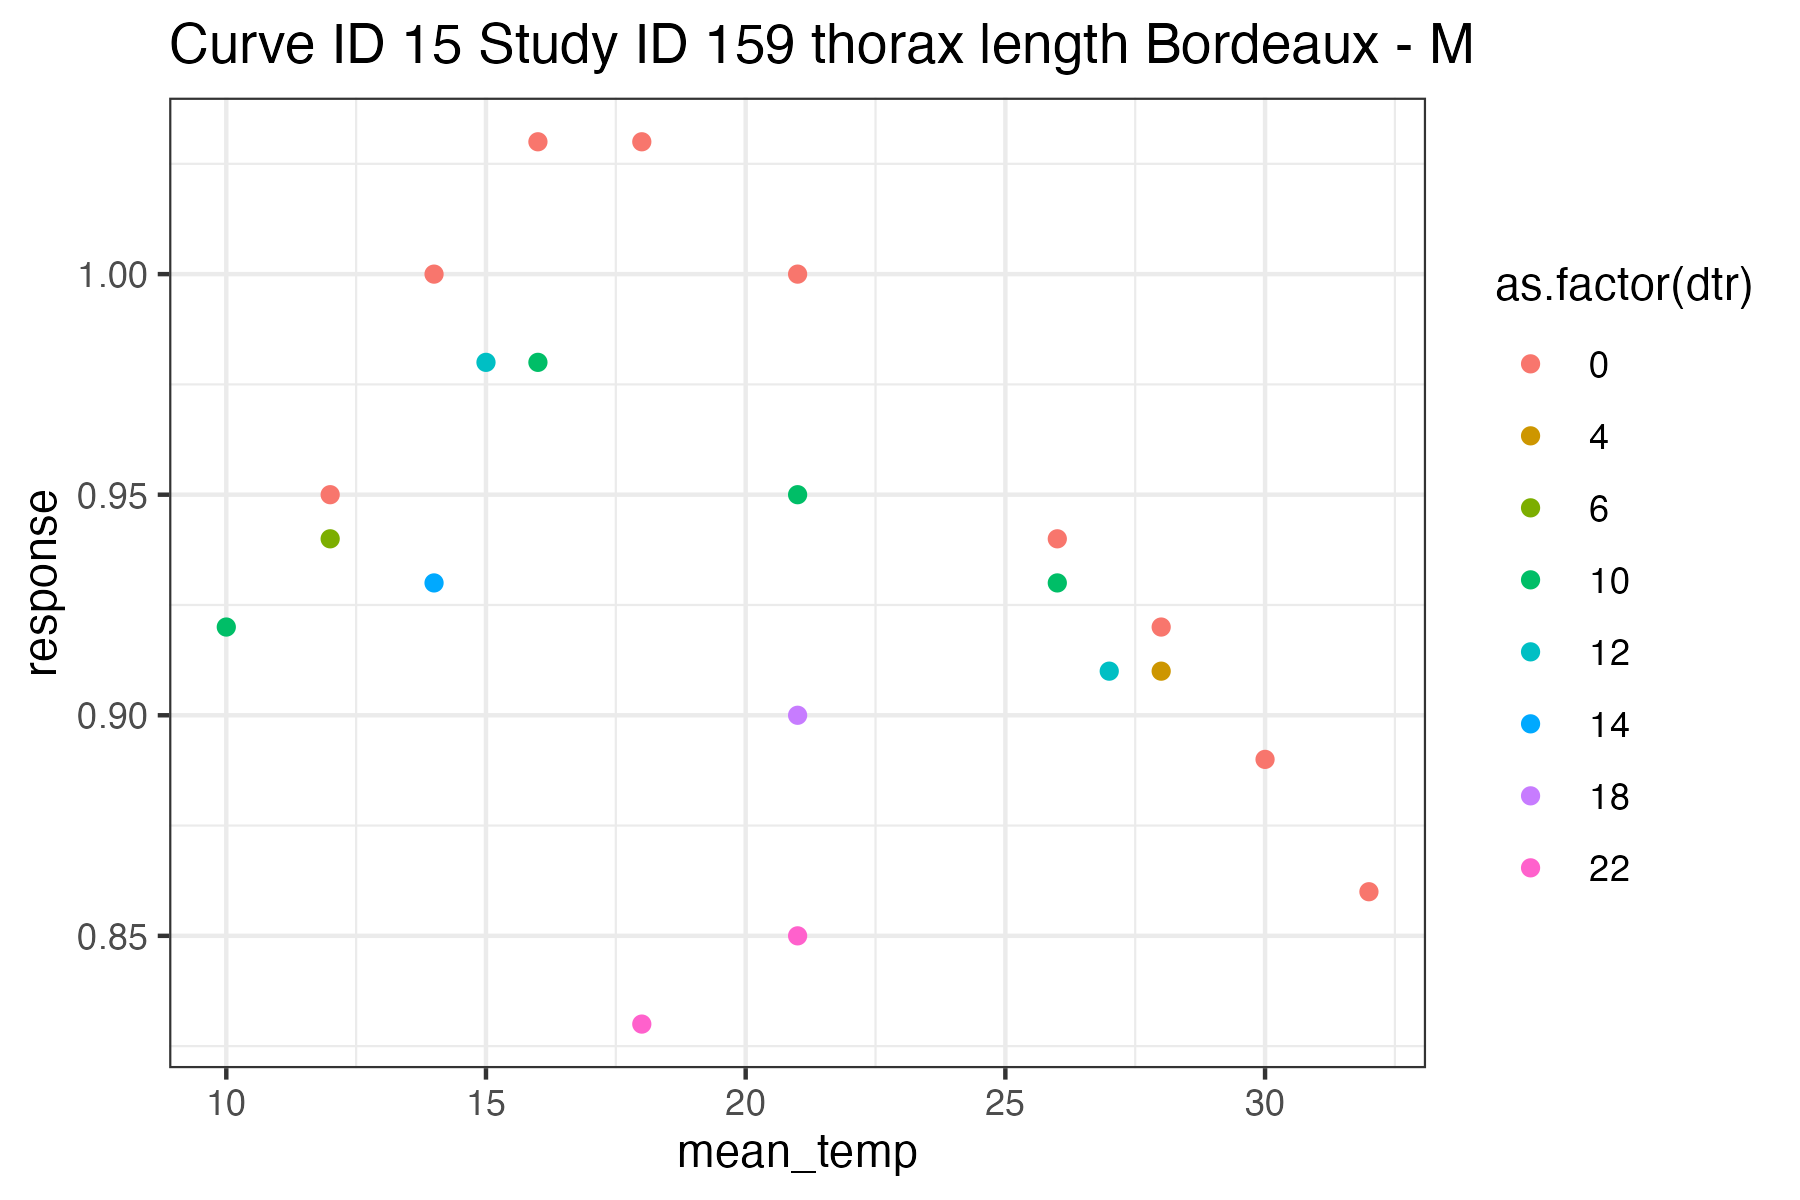 Curve ID 15 Study ID 159 thorax length Bordeaux - M
response
1.00
0.95
0.90
0.85
10 15 20 25 30
mean_temp
as.factor(dtr)
0
4
6
10
12
14
18
22